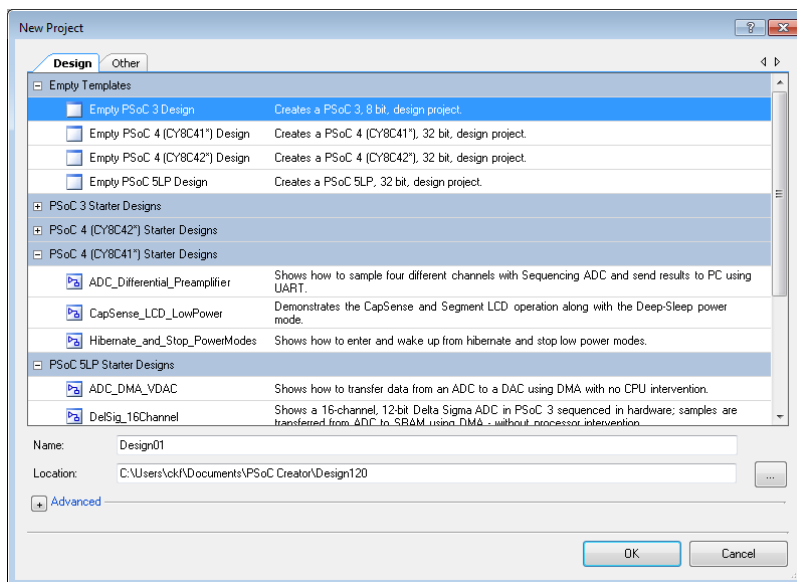 New Project
Design Other
Empty Templates
Empty PSoC 3 Design Creates a PSoC 3, 8 bit, design project.
Empty PSoC 4 (CY8C41*) Design Creates a PSoC 4 (CY8C41*), 32 bit, design project.
Empty PSoC 4 (CY8C42*) Design Creates a PSoC 4 (CY8C42*), 32 bit, design project.
Empty PSoC 5LP Design Creates a PSoC 5LP, 32 bit, design project.
PSoC 3 Starter Designs
PSoC 4 (CY8C42*) Starter Designs
PSoC 4 (CY8C41*) Starter Designs
ADC_Differential_Preamplifier Shows how to sample four different channels with Sequencing ADC and send results to PC using
UART.
CapSense_LCD_LowPower Demonstrates the CapSense and Segment LCD operation along with the Deep-Sleep power
mode.
Hibernate_and_Stop_PowerModes Shows how to enter and wake up from hibernate and stop low power modes.
PSoC 5LP Starter Designs
ADC_DMA_VDAC Shows how to transfer data from an ADC to a DAC using DMA with no CPU intervention.
DelSig_16Channel Shows a 16-channel, 12-bit Delta Sigma ADC in PSoC 3 sequenced in hardware; samples are
transferred from ADC to SRAM using DMA - without processor intervention.
Name: Design01
Location: C:\Users\ckf\Documents\PSoC Creator\Design120
...
Advanced
OK Cancel